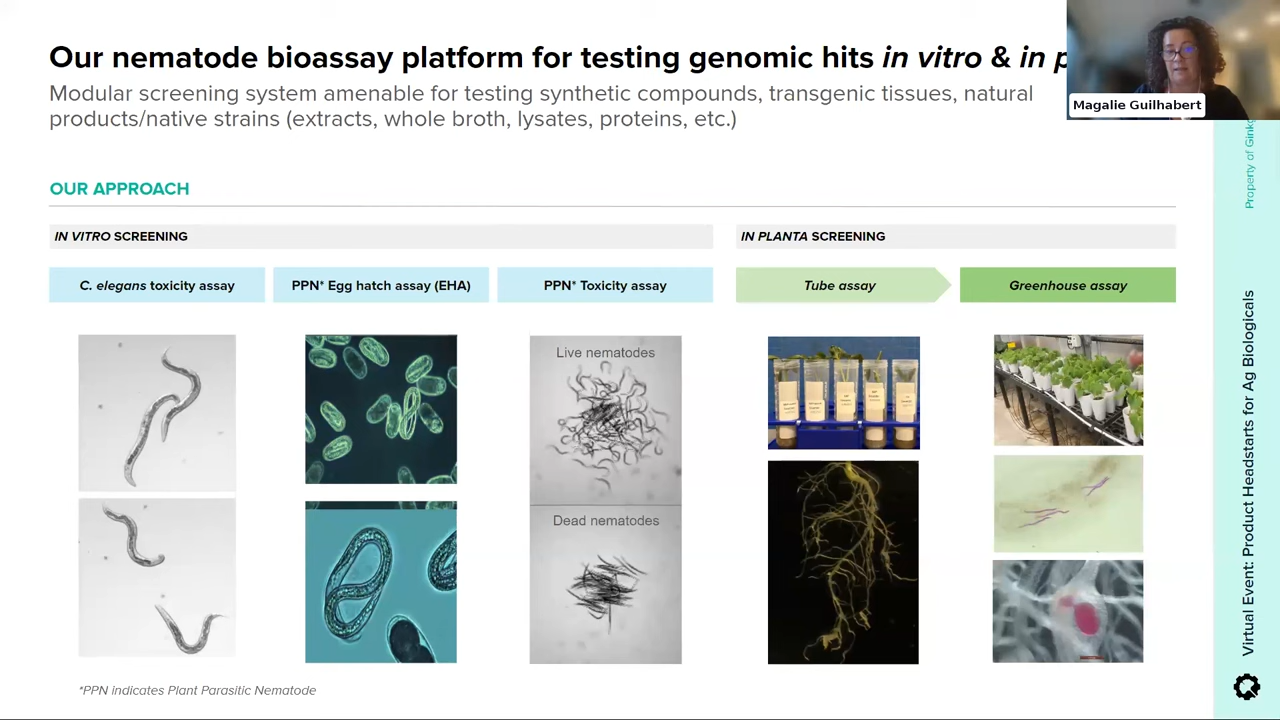 Our nematode bioassay platform for testing genomic hits in vitro & in p
Modular screening system amenable for testing synthetic compounds, transgenic tissues, natural
products/native strains (extracts, whole broth, lysates, proteins, etc.)
Magalie Guilhabert
OUR APPROACH
IN VITRO SCREENING
IN PLANTA SCREENING
C. elegans toxicity assay
PPN* Egg hatch assay (EHA)
PPN* Toxicity assay
Tube assay
Greenhouse assay
Live nematodes
Dead nematodes
*PPN indicates Plant Parasitic Nematode
Property of Gink
Virtual Event: Product Headstarts for Ag Biologicals